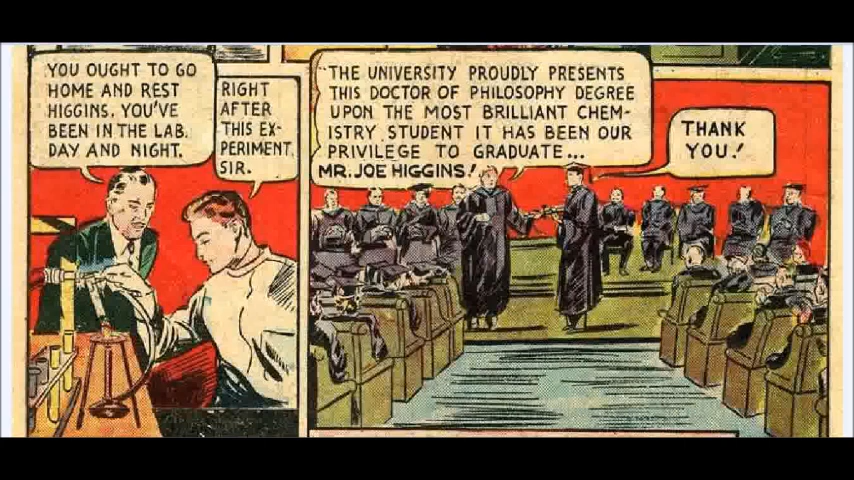 YOU OUGHT TO GO
HOME AND REST
HIGGINS. YOU'VE
BEEN IN THE LAB.
DAY AND NIGHT.
RIGHT
AFTER
THIS EX-
PERIMENT,
SIR.
THE UNIVERSITY PROUDLY PRESENTS
THIS DOCTOR OF PHILOSOPHY DEGREE
UPON THE MOST BRILLIANT CHEM-
ISTRY STUDENT IT HAS BEEN OUR
PRIVILEGE TO GRADUATE...
MR. JOE HIGGINS!
THANK
YOU!